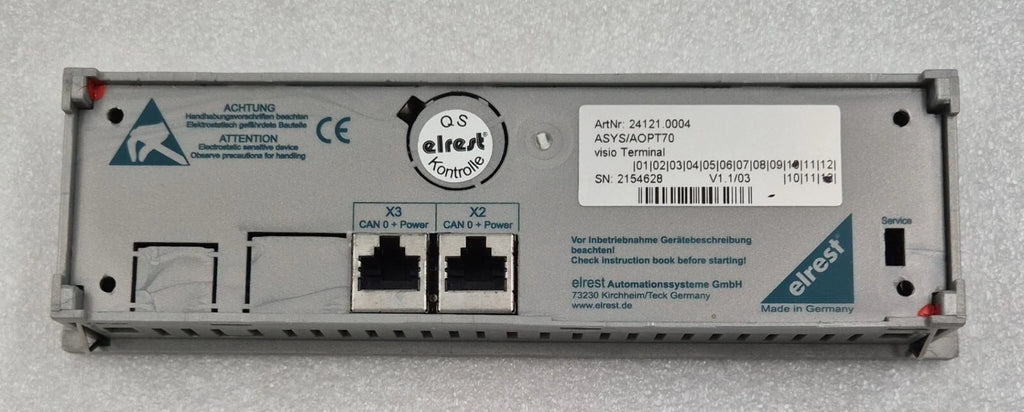 ACHTUNG
Handhabungsvorschriften beachten
Elektrostatisch gefährdete Bauteile
ATTENTION
Electrostatic sensitive device
Observe precautions for handling
CE
QS
elrest
Kontrolle
ArtNr: 24121.0004
ASYS/AOPT70
visio Terminal
|01|02|03|04|05|06|07|08|09|10|11|12|
SN: 2154628 V1.1/03 |10|11|12|
X3 X2
CAN 0 + Power CAN 0 + Power
Vor Inbetriebnahme Gerätebeschreibung
beachten!
Check instruction book before starting!
elrest Automationssysteme GmbH
73230 Kirchheim/Teck Germany
www.elrest.de
elrest
Made in Germany
Service